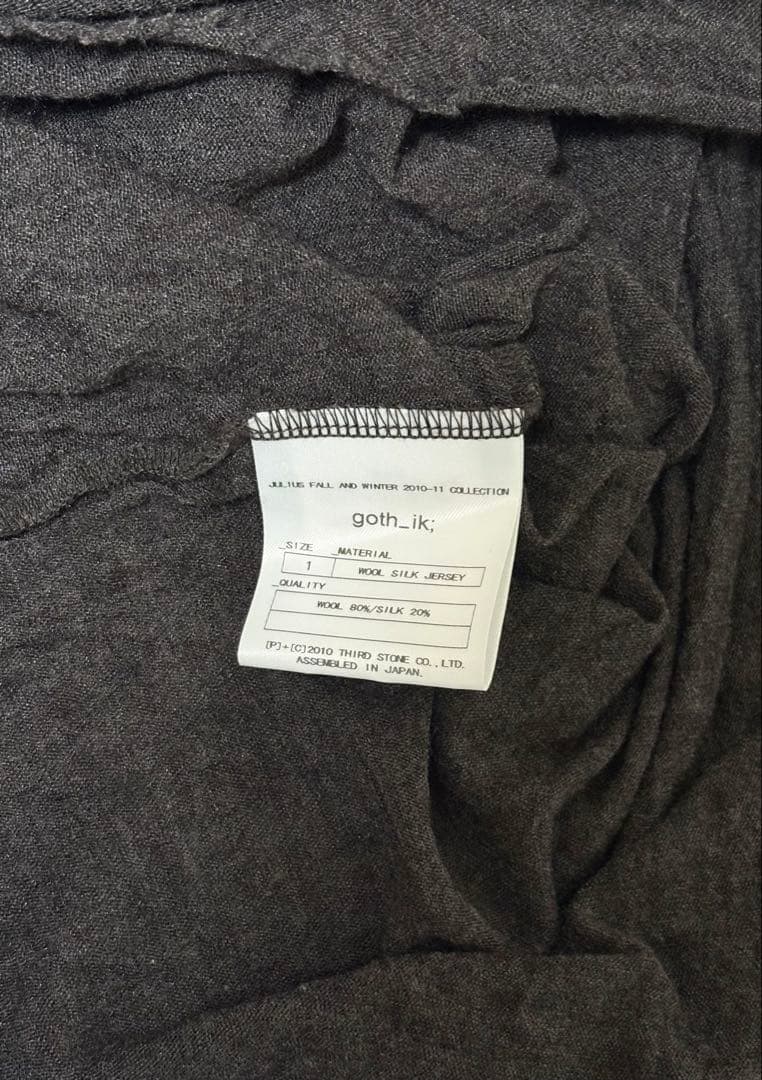 JULIUS FALL AND WINTER 2010-11 COLLECTION
goth_ik;
_SIZE _MATERIAL
1 WOOL SILK JERSEY
_QUALITY
WOOL 80%/SILK 20%
[P]+[C]2010 THIRD STONE CO.,LTD.
ASSEMBLED IN JAPAN.